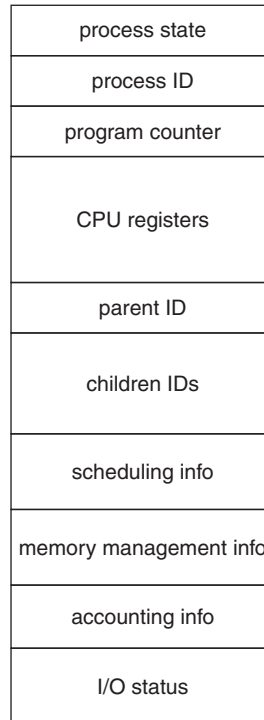 process state
process ID
program counter
CPU registers
parent ID
children IDs
scheduling info
memory management info
accounting info
I/O status